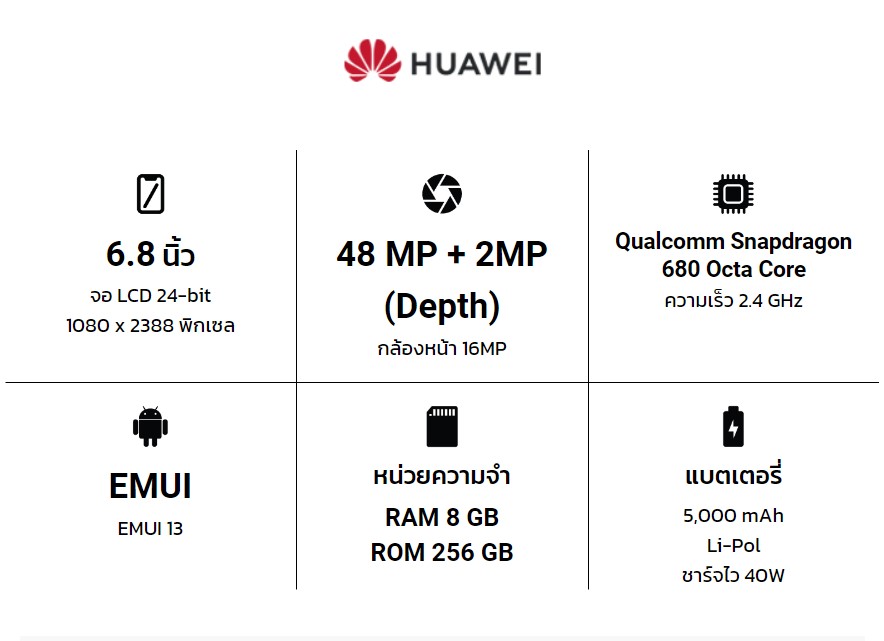 HUAWEI
6.8 นิ้ว
จอ LCD 24-bit
1080 x 2388 พิกเซล
48 MP + 2MP
(Depth)
กล้องหน้า 16MP
Qualcomm Snapdragon
680 Octa Core
ความเร็ว 2.4 GHz
EMUI
EMUI 13
หน่วยความจำ
RAM 8 GB
ROM 256 GB
แบตเตอรี่
5,000 mAh
Li-Pol
ชาร์จไว 40W